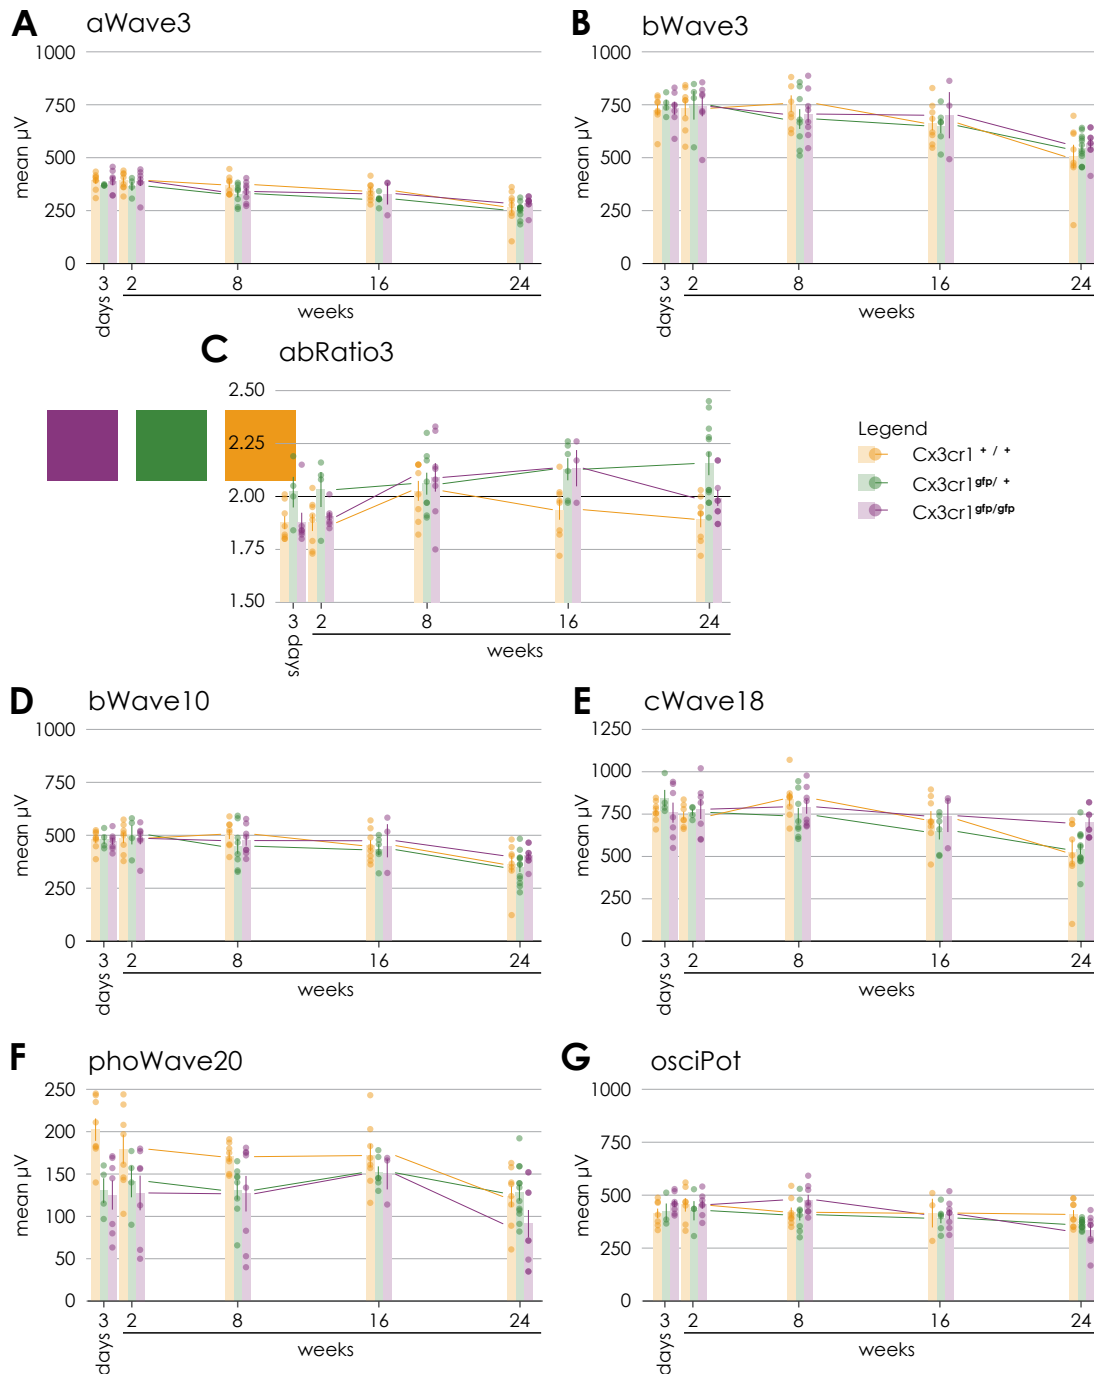 A aWave3
1000
750
500
250
0
mean µV
3 2 8 16 24
days
weeks
B bWave3
1000
750
500
250
0
mean µV
3 2 8 16 24
days
weeks
C abRatio3
2.50
2.25
2.00
1.75
1.50
3 2 8 16 24
days
weeks
Legend
Cx3cr1 + / +
Cx3cr1gfp/ +
Cx3cr1gfp/gfp
D bWave10
1000
750
500
250
0
mean µV
3 2 8 16 24
days
weeks
E cWave18
1250
1000
750
500
250
0
mean µV
3 2 8 16 24
days
weeks
F phoWave20
250
200
150
100
50
0
mean µV
3 2 8 16 24
days
weeks
G osciPot
1000
750
500
250
0
mean µV
3 2 8 16 24
days
weeks